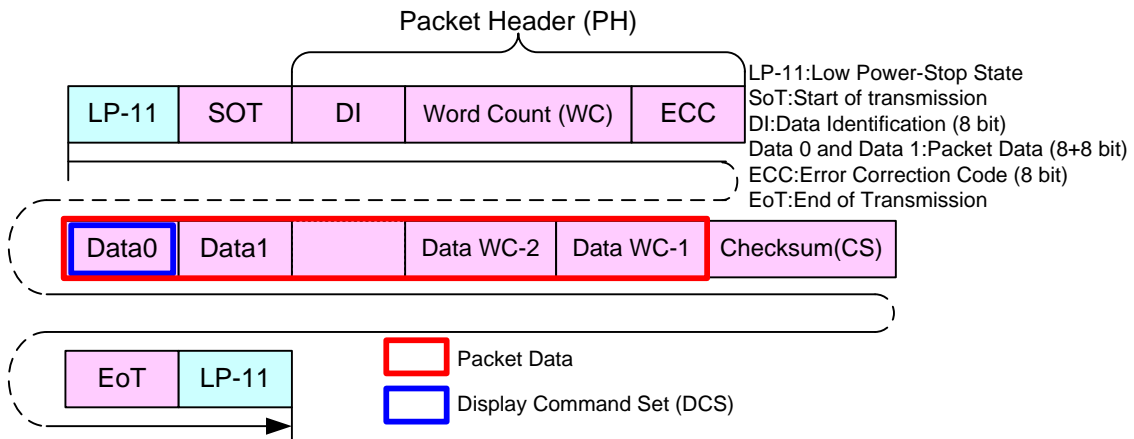 Packet Header (PH)
LP-11 SOT DI Word Count (WC) ECC
LP-11:Low Power-Stop State
SoT:Start of transmission
DI:Data Identification (8 bit)
Data 0 and Data 1:Packet Data (8+8 bit)
ECC:Error Correction Code (8 bit)
EoT:End of Transmission
Data0 Data1 Data WC-2 Data WC-1 Checksum(CS)
EoT LP-11
Packet Data
Display Command Set (DCS)